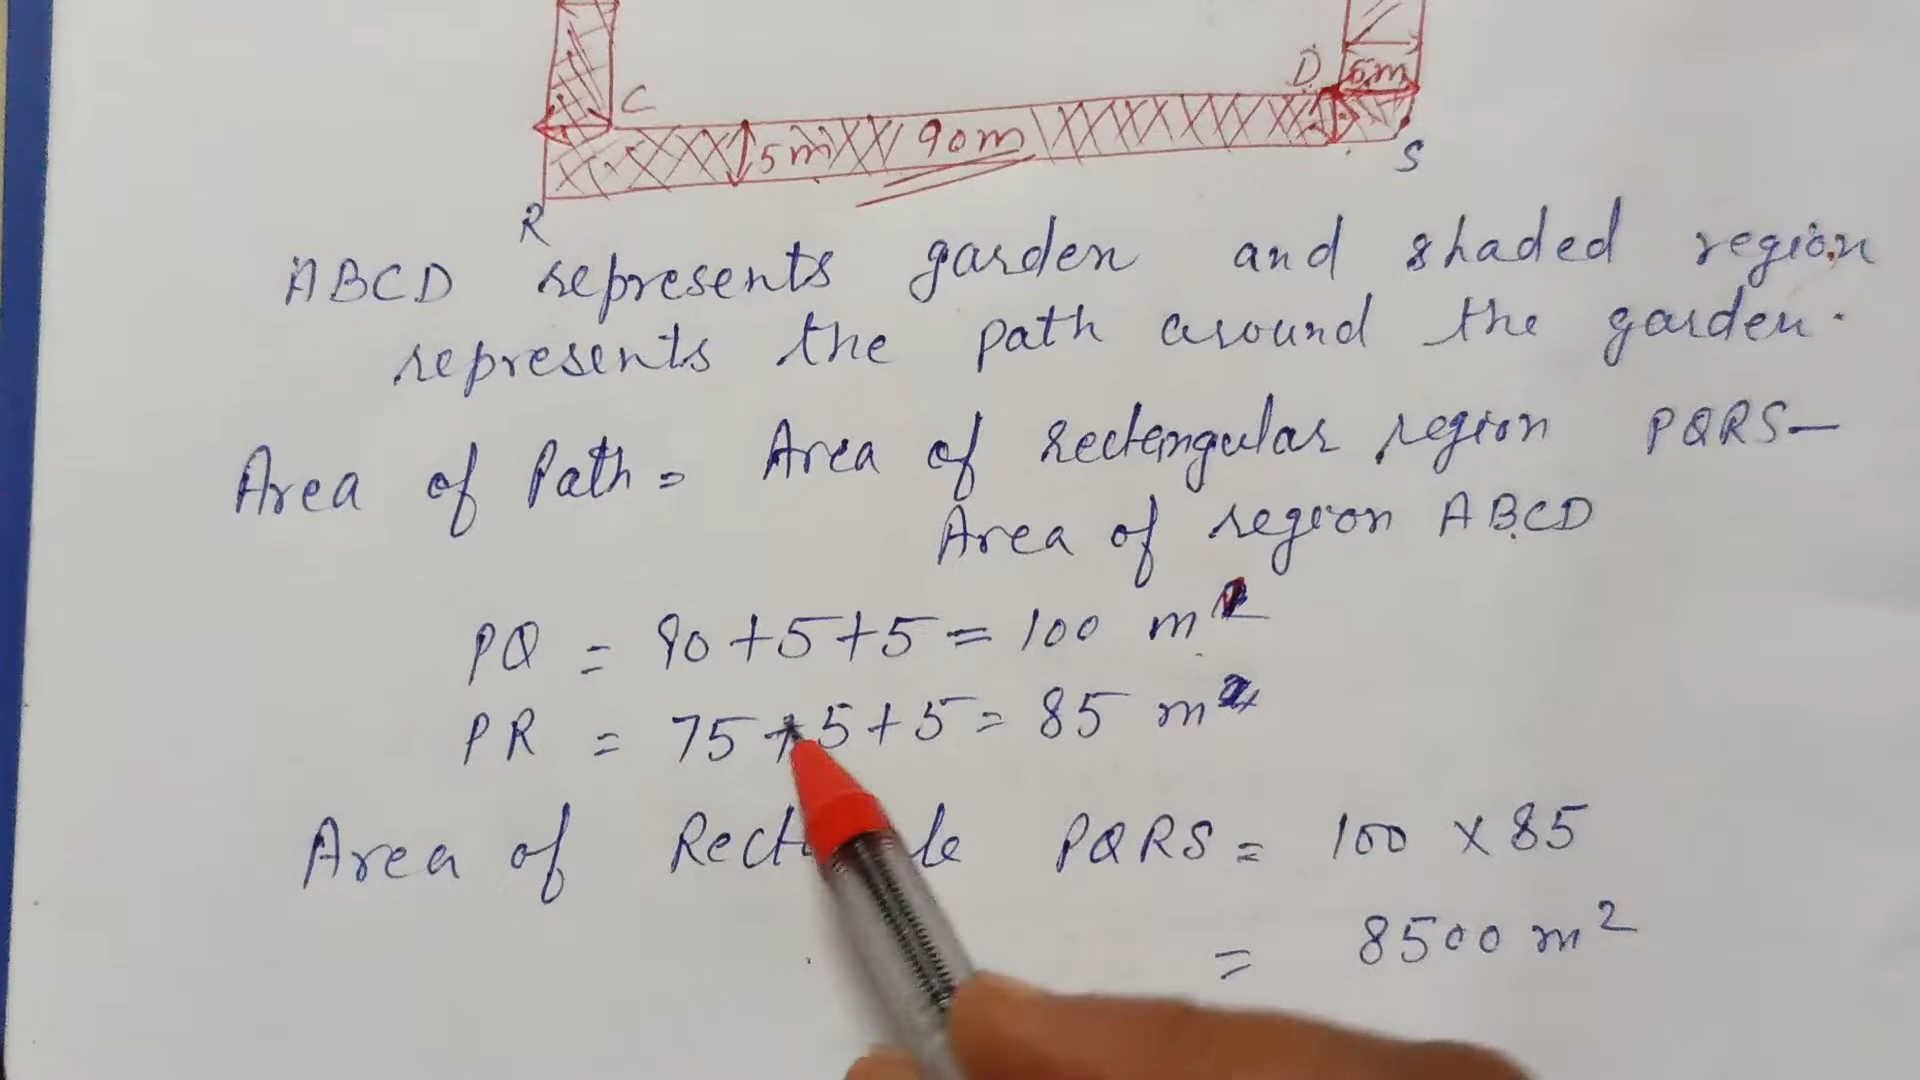 C
D 5m
5m 90m
R
S
ABCD represents garden and shaded region
represents the path around the garden.
Area of Path = Area of rectangular region PQRS -
Area of region ABCD
PQ = 90 + 5 + 5 = 100 m
PR = 75 + 5 + 5 = 85 m
Area of PQRS = 100 × 85
= 8500 m²